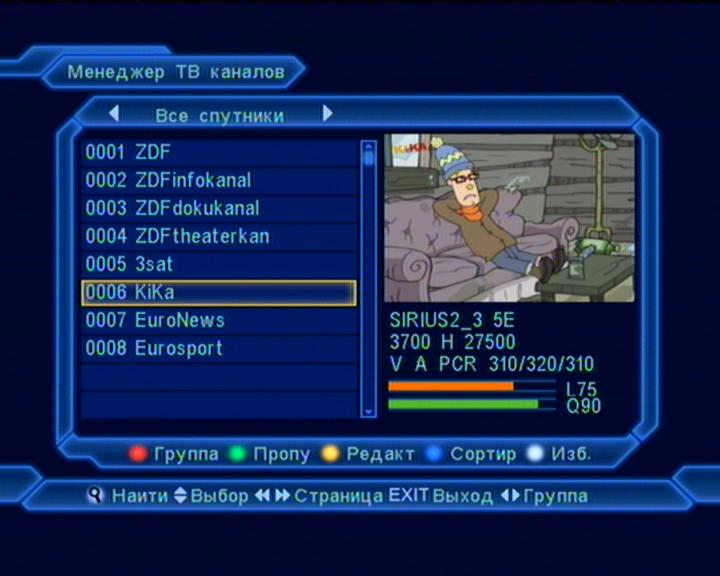 Менеджер ТВ каналов
Все спутники
0001 ZDF
0002 ZDFinfokanal
0003 ZDFdokukanal
0004 ZDFtheaterkan
0005 3sat
0006 KiKa
0007 EuroNews
0008 Eurosport
KiKA
SIRIUS2_3 5E
3700 H 27500
V A PCR 310/320/310
L75
Q90
Группа Пропу Редакт Сортир Изб.
Наити Выбор Страница EXIT Выход Группа